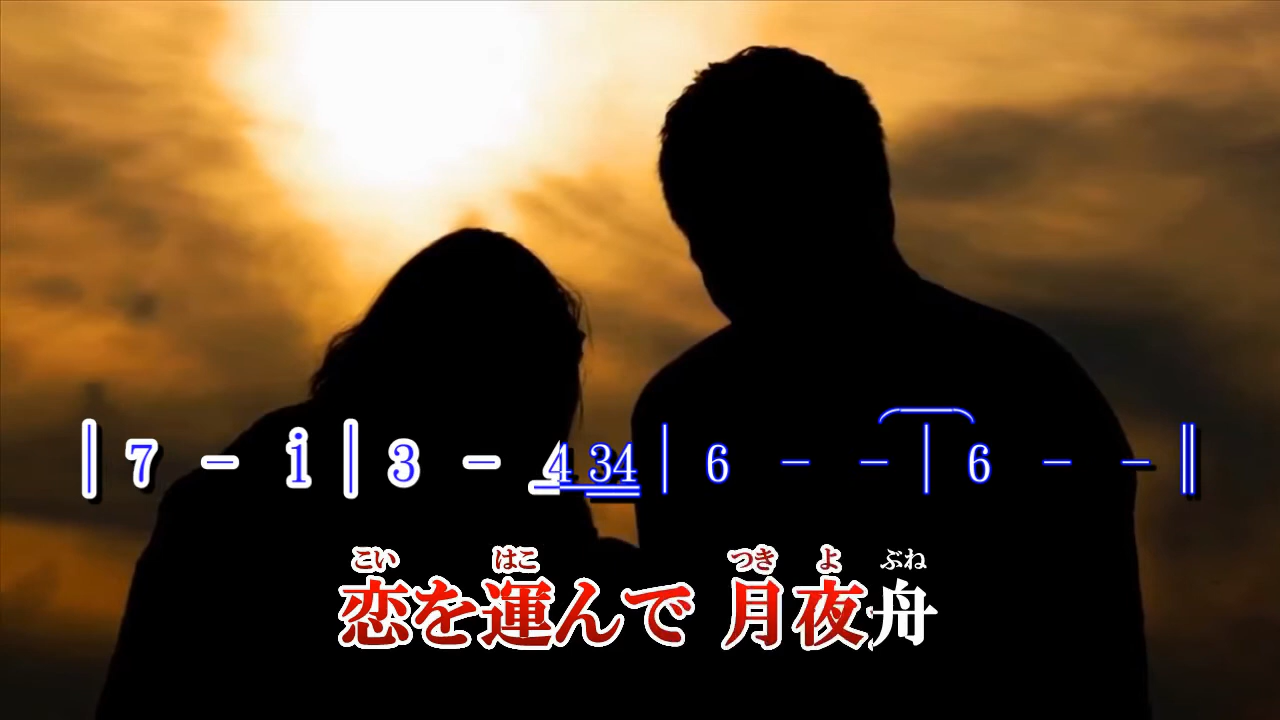 | 7 － i | 3 － 4 34 | 6 － － | 6 － － ‖
こい はこ つき よ ぶね
恋を運んで 月夜舟